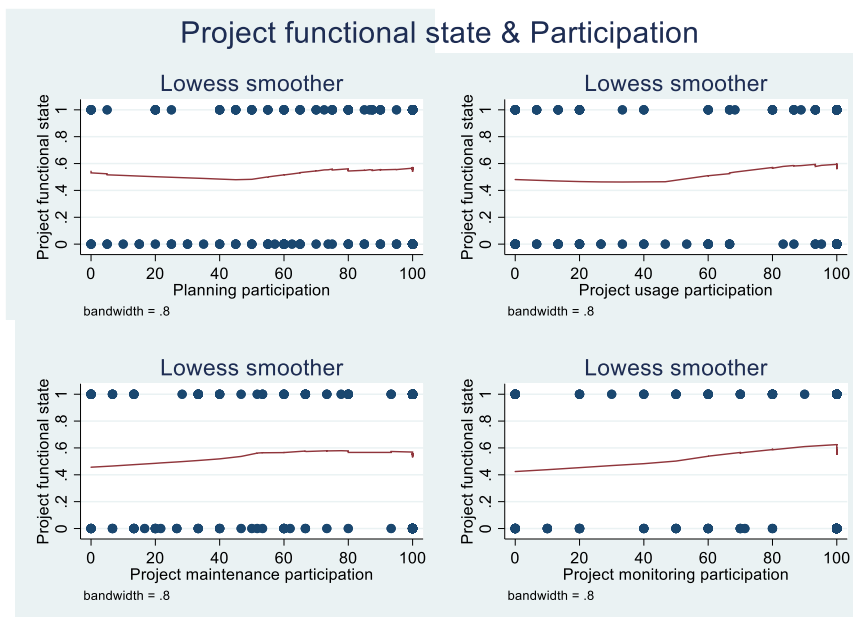 Project functional state & Participation
Lowess smoother
Project functional state
1
.8
.6
.4
.2
0
0 20 40 60 80 100
Planning participation
bandwidth = .8
Lowess smoother
Project functional state
1
.8
.6
.4
.2
0
0 20 40 60 80 100
Project usage participation
bandwidth = .8
Lowess smoother
Project functional state
1
.8
.6
.4
.2
0
0 20 40 60 80 100
Project maintenance participation
bandwidth = .8
Lowess smoother
Project functional state
1
.8
.6
.4
.2
0
0 20 40 60 80 100
Project monitoring participation
bandwidth = .8